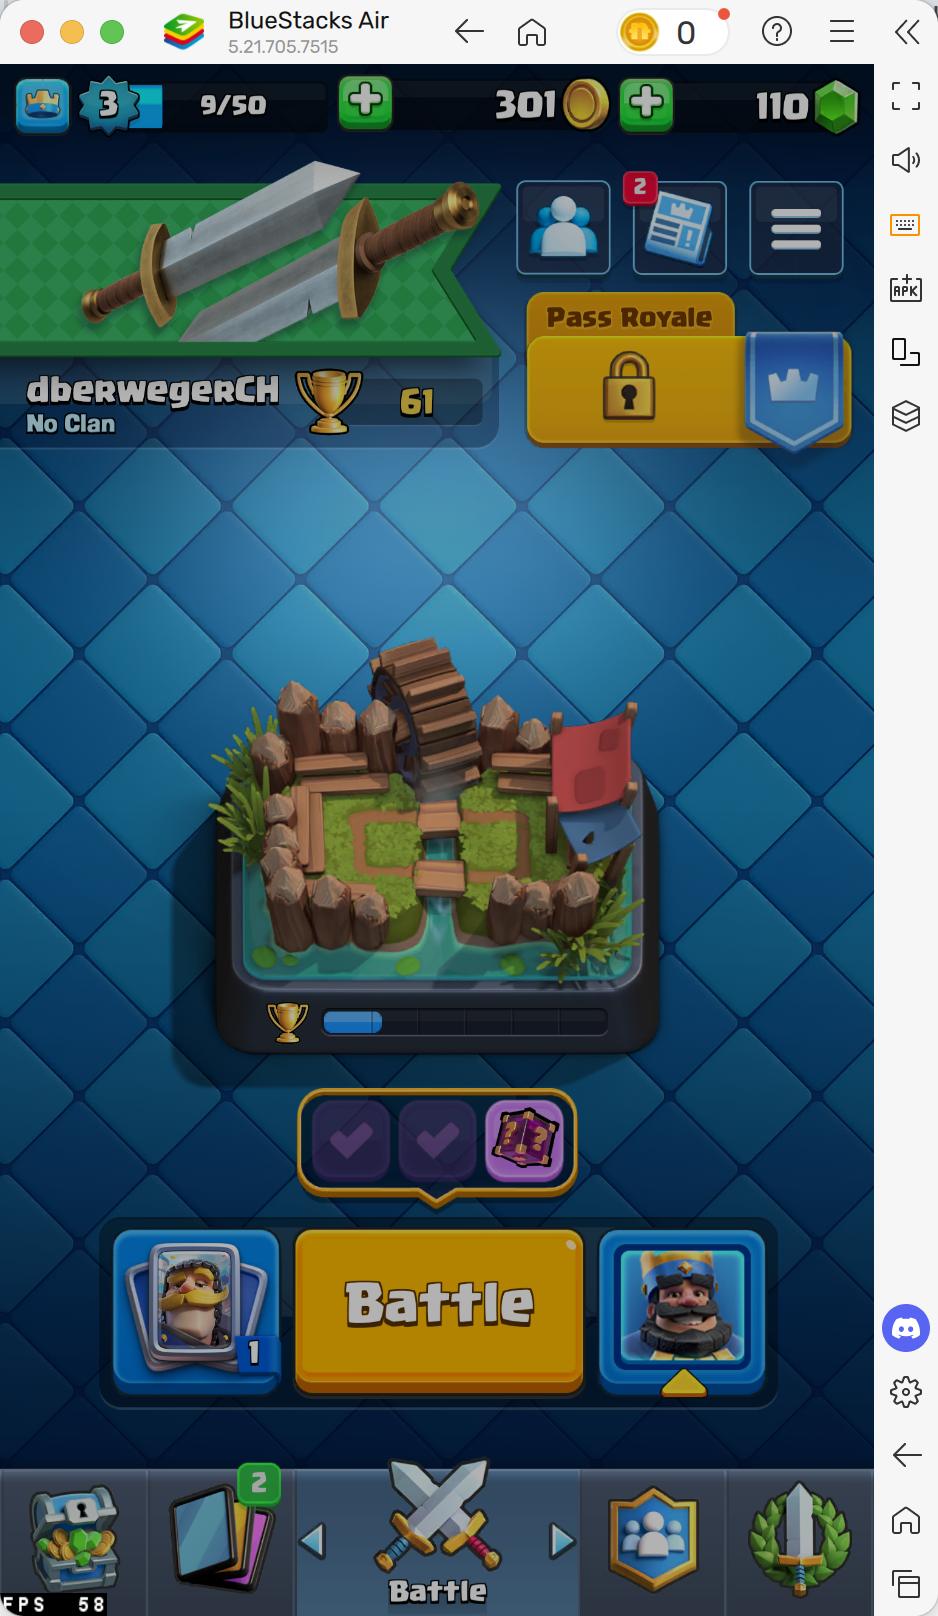 BlueStacks Air
5.21.705.7515
0
3
9/50
301
110
2
APK
Pass Royale
dberwegerCH
61
No Clan
??
1
Battle
2
Battle
FPS 58